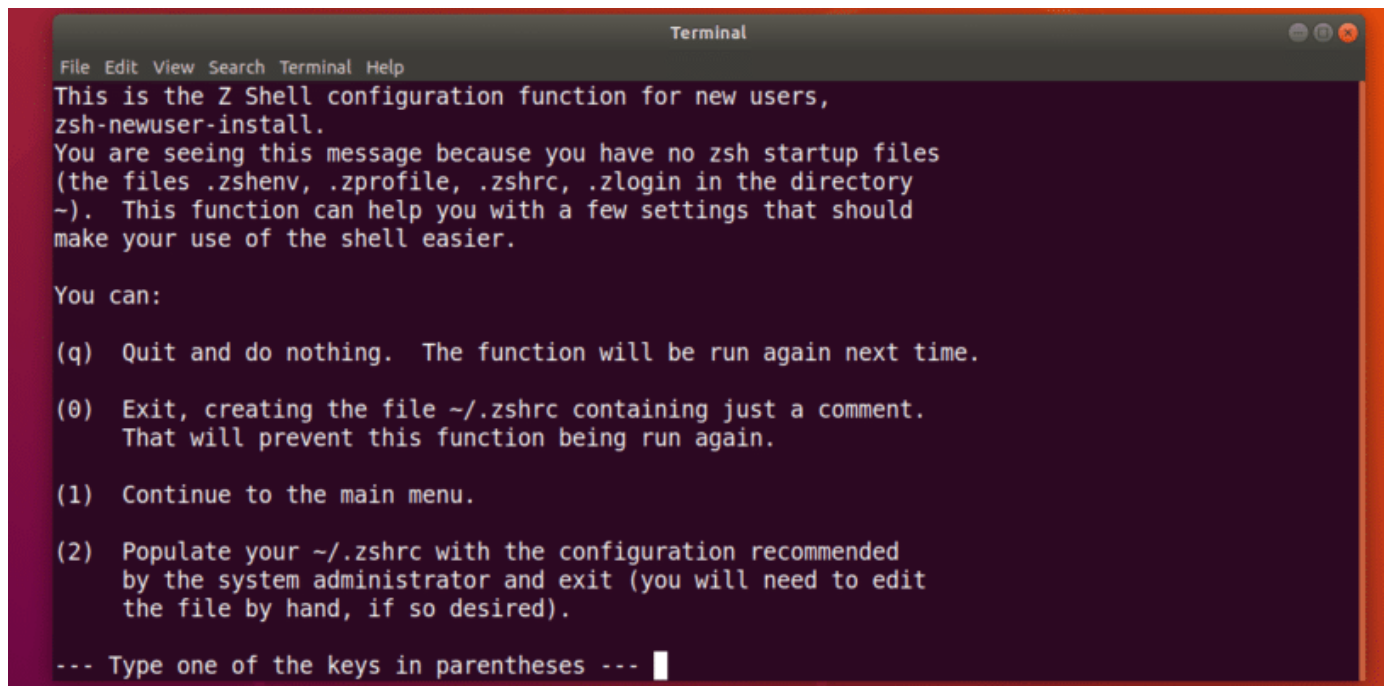 Terminal
File Edit View Search Terminal Help
This is the Z Shell configuration function for new users,
zsh-newuser-install.
You are seeing this message because you have no zsh startup files
(the files .zshenv, .zprofile, .zshrc, .zlogin in the directory
~).  This function can help you with a few settings that should
make your use of the shell easier.

You can:

(q)  Quit and do nothing.  The function will be run again next time.

(0)  Exit, creating the file ~/.zshrc containing just a comment.
     That will prevent this function being run again.

(1)  Continue to the main menu.

(2)  Populate your ~/.zshrc with the configuration recommended
     by the system administrator and exit (you will need to edit
     the file by hand, if so desired).

--- Type one of the keys in parentheses ---